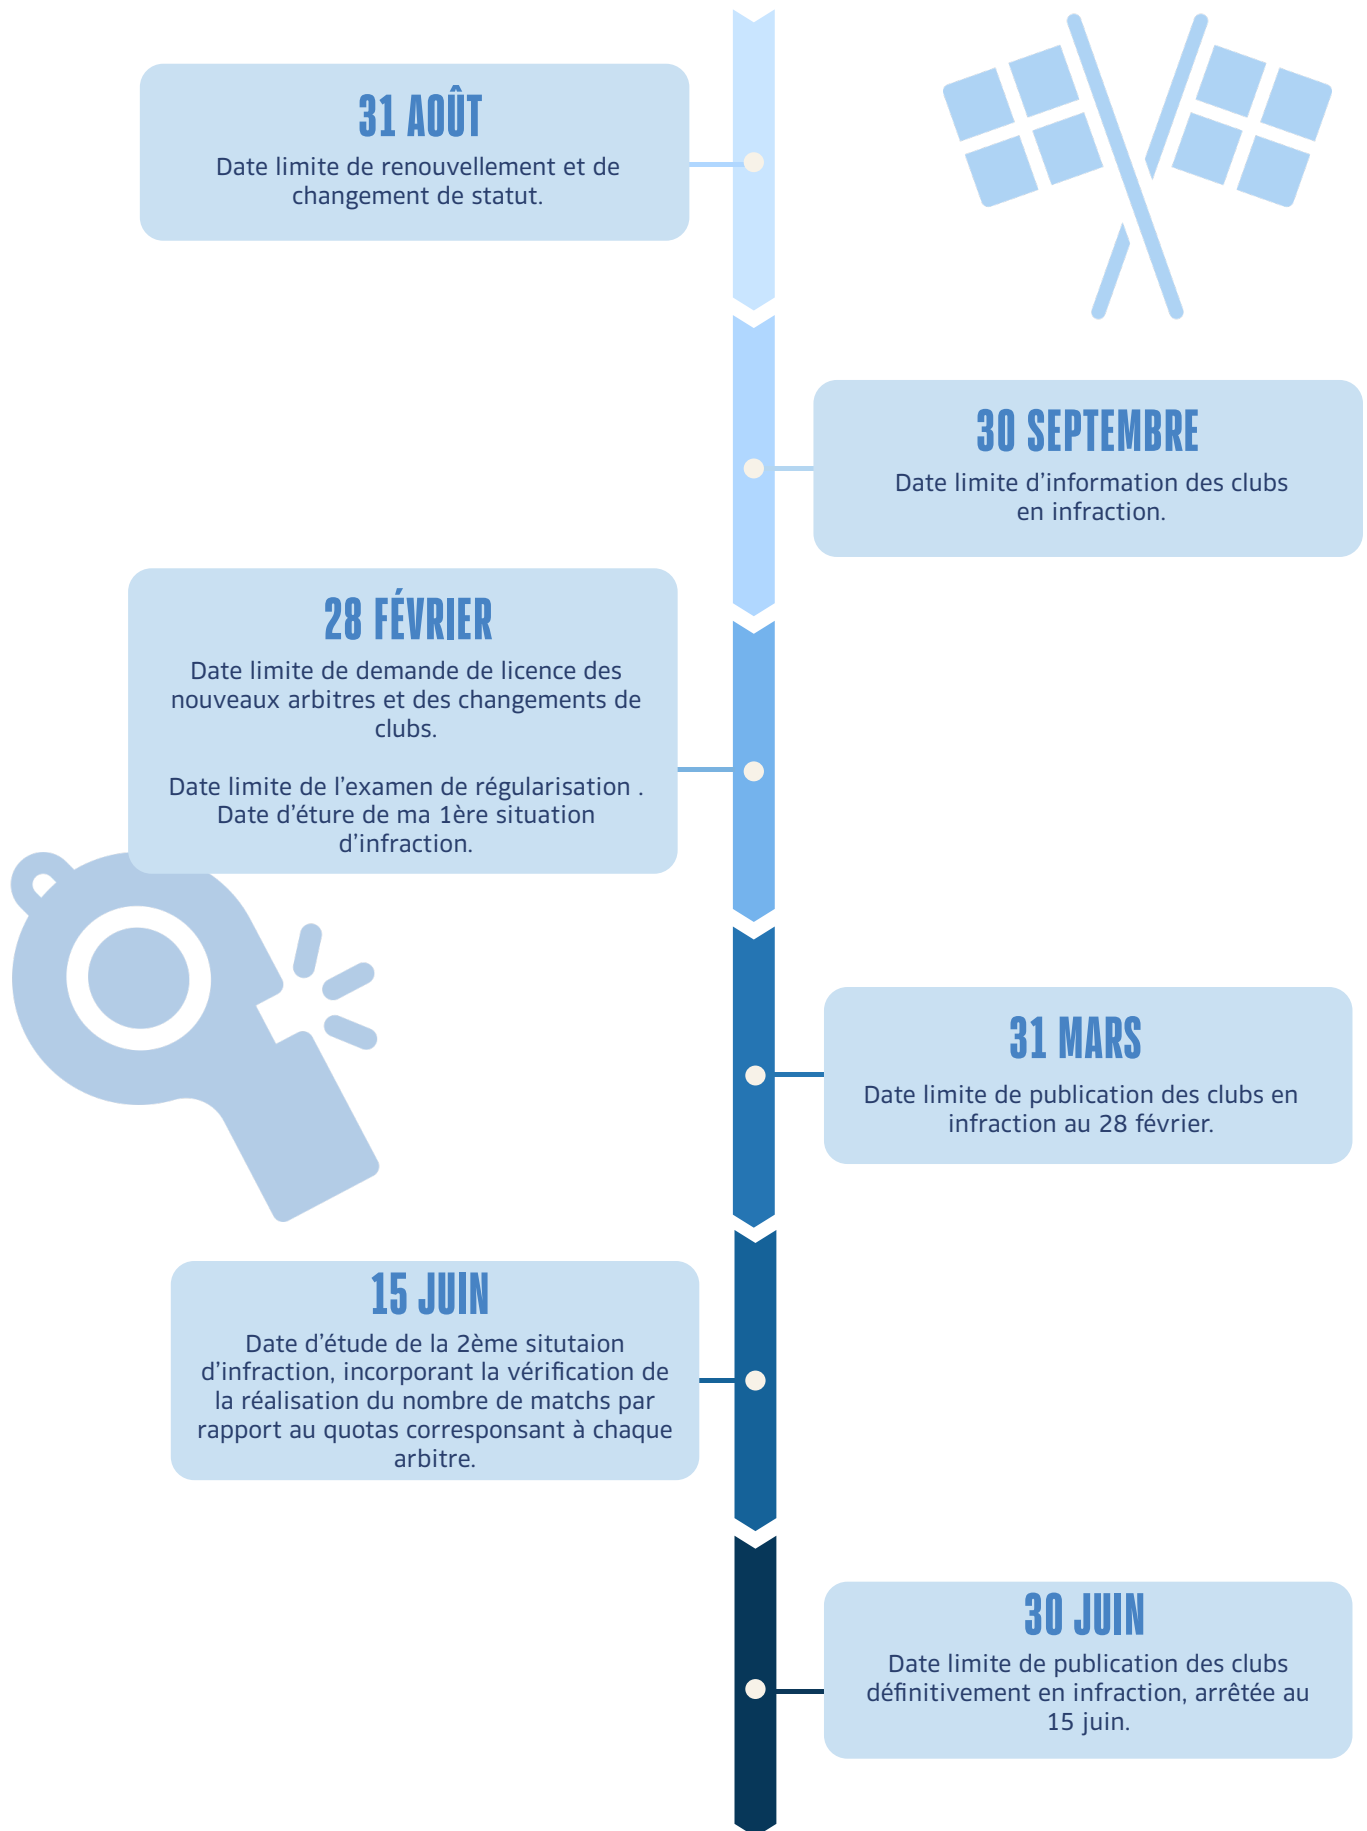 31 AOÛT
Date limite de renouvellement et de
changement de statut.
30 SEPTEMBRE
Date limite d’information des clubs
en infraction.
28 FÉVRIER
Date limite de demande de licence des
nouveaux arbitres et des changements de
clubs.
Date limite de l’examen de régularisation .
Date d’éture de ma 1ère situation
d’infraction.
31 MARS
Date limite de publication des clubs en
infraction au 28 février.
15 JUIN
Date d’étude de la 2ème situtaion
d’infraction, incorporant la vérification de
la réalisation du nombre de matchs par
rapport au quotas corresponsant à chaque
arbitre.
30 JUIN
Date limite de publication des clubs
définitivement en infraction, arrêtée au
15 juin.